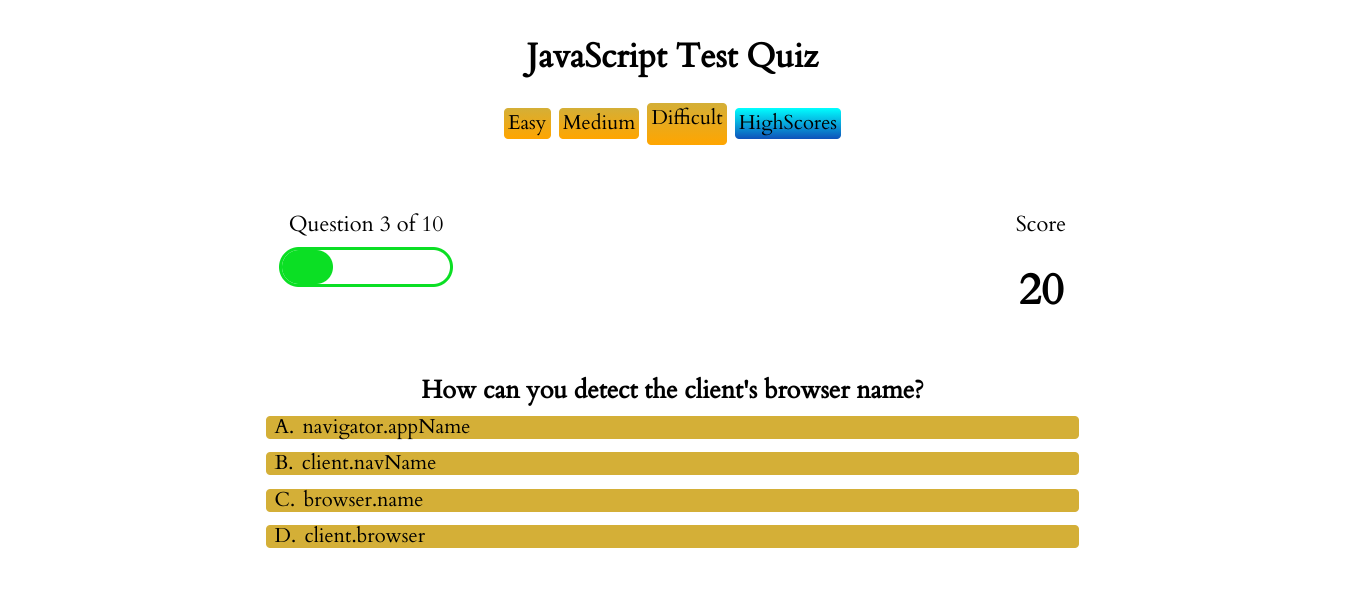 JavaScript Test Quiz
Easy Medium Difficult HighScores
Question 3 of 10 Score
20
How can you detect the client's browser name?
A. navigator.appName
B. client.navName
C. browser.name
D. client.browser